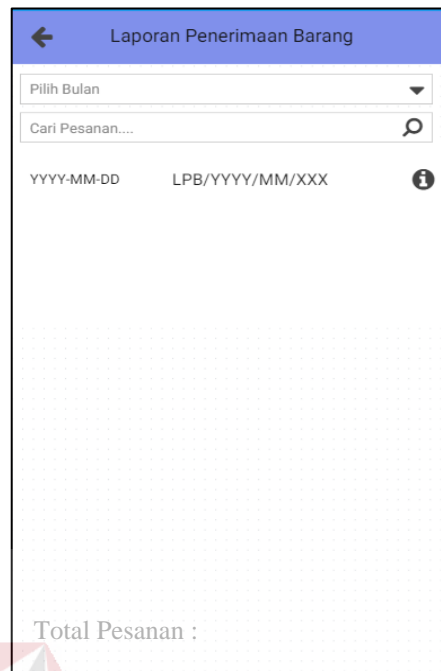 Laporan Penerimaan Barang
Pilih Bulan
Cari Pesanan....
YYYY-MM-DD LPB/YYYY/MM/XXX
Total Pesanan :